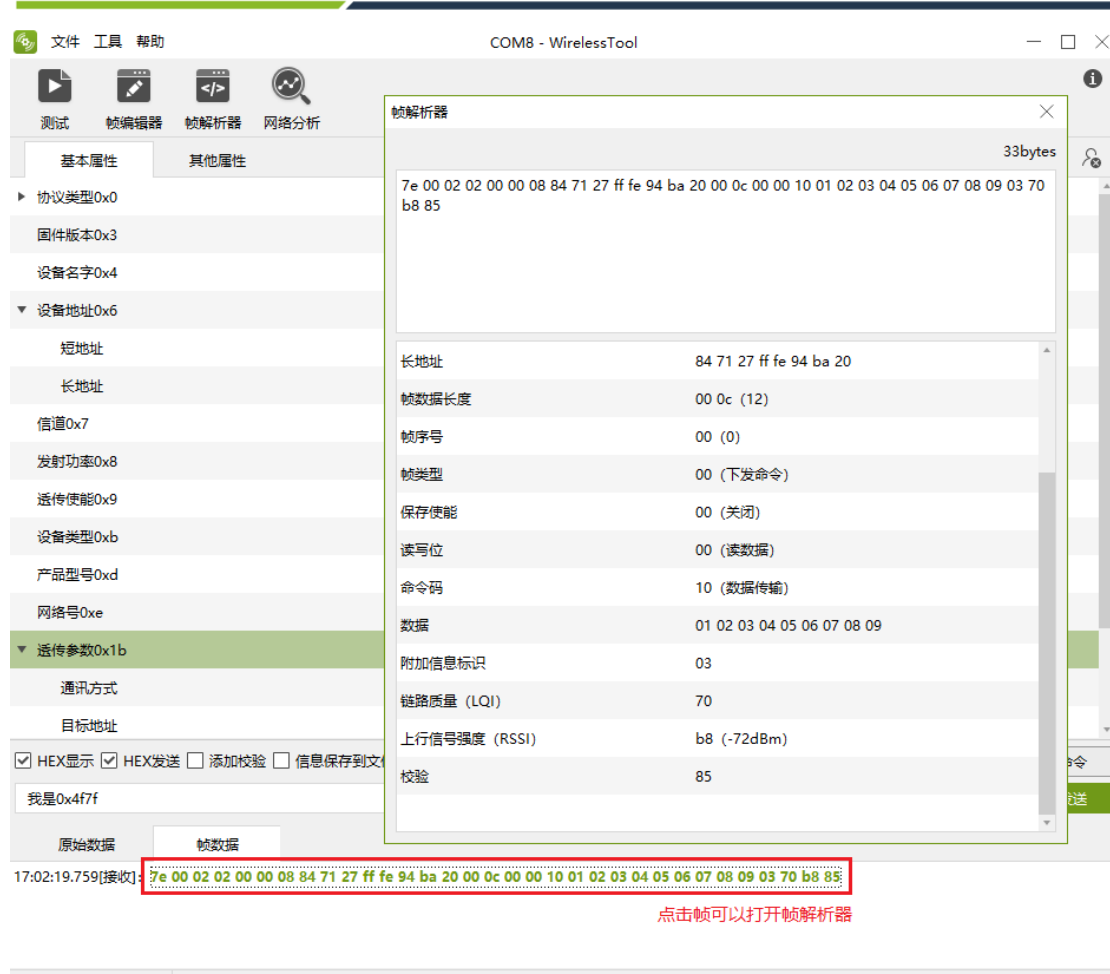 文件 工具 帮助
COM8 - WirelessTool
测试 帧编辑器 帧解析器 网络分析
帧解析器
基本属性 其他属性
33bytes
7e 00 02 02 00 00 08 84 71 27 ff fe 94 ba 20 00 0c 00 00 10 01 02 03 04 05 06 07 08 09 03 70
b8 85
协议类型0x0
固件版本0x3
设备名字0x4
设备地址0x6
短地址
长地址
信道0x7
发射功率0x8
透传使能0x9
设备类型0xb
产品型号0xd
网络号0xe
透传参数0x1b
通讯方式
目标地址
长地址 84 71 27 ff fe 94 ba 20
帧数据长度 00 0c（12）
帧序号 00（0）
帧类型 00（下发命令）
保存使能 00（关闭）
读写位 00（读数据）
命令码 10（数据传输）
数据 01 02 03 04 05 06 07 08 09
附加信息标识 03
链路质量（LQI） 70
上行信号强度（RSSI） b8（-72dBm）
校验 85
HEX显示 HEX发送 添加校验 信息保存到文
我是0x4f7f
原始数据 帧数据
17:02:19.759[接收]: 7e 00 02 02 00 00 08 84 71 27 ff fe 94 ba 20 00 0c 00 00 10 01 02 03 04 05 06 07 08 09 03 70 b8 85
点击帧可以打开帧解析器